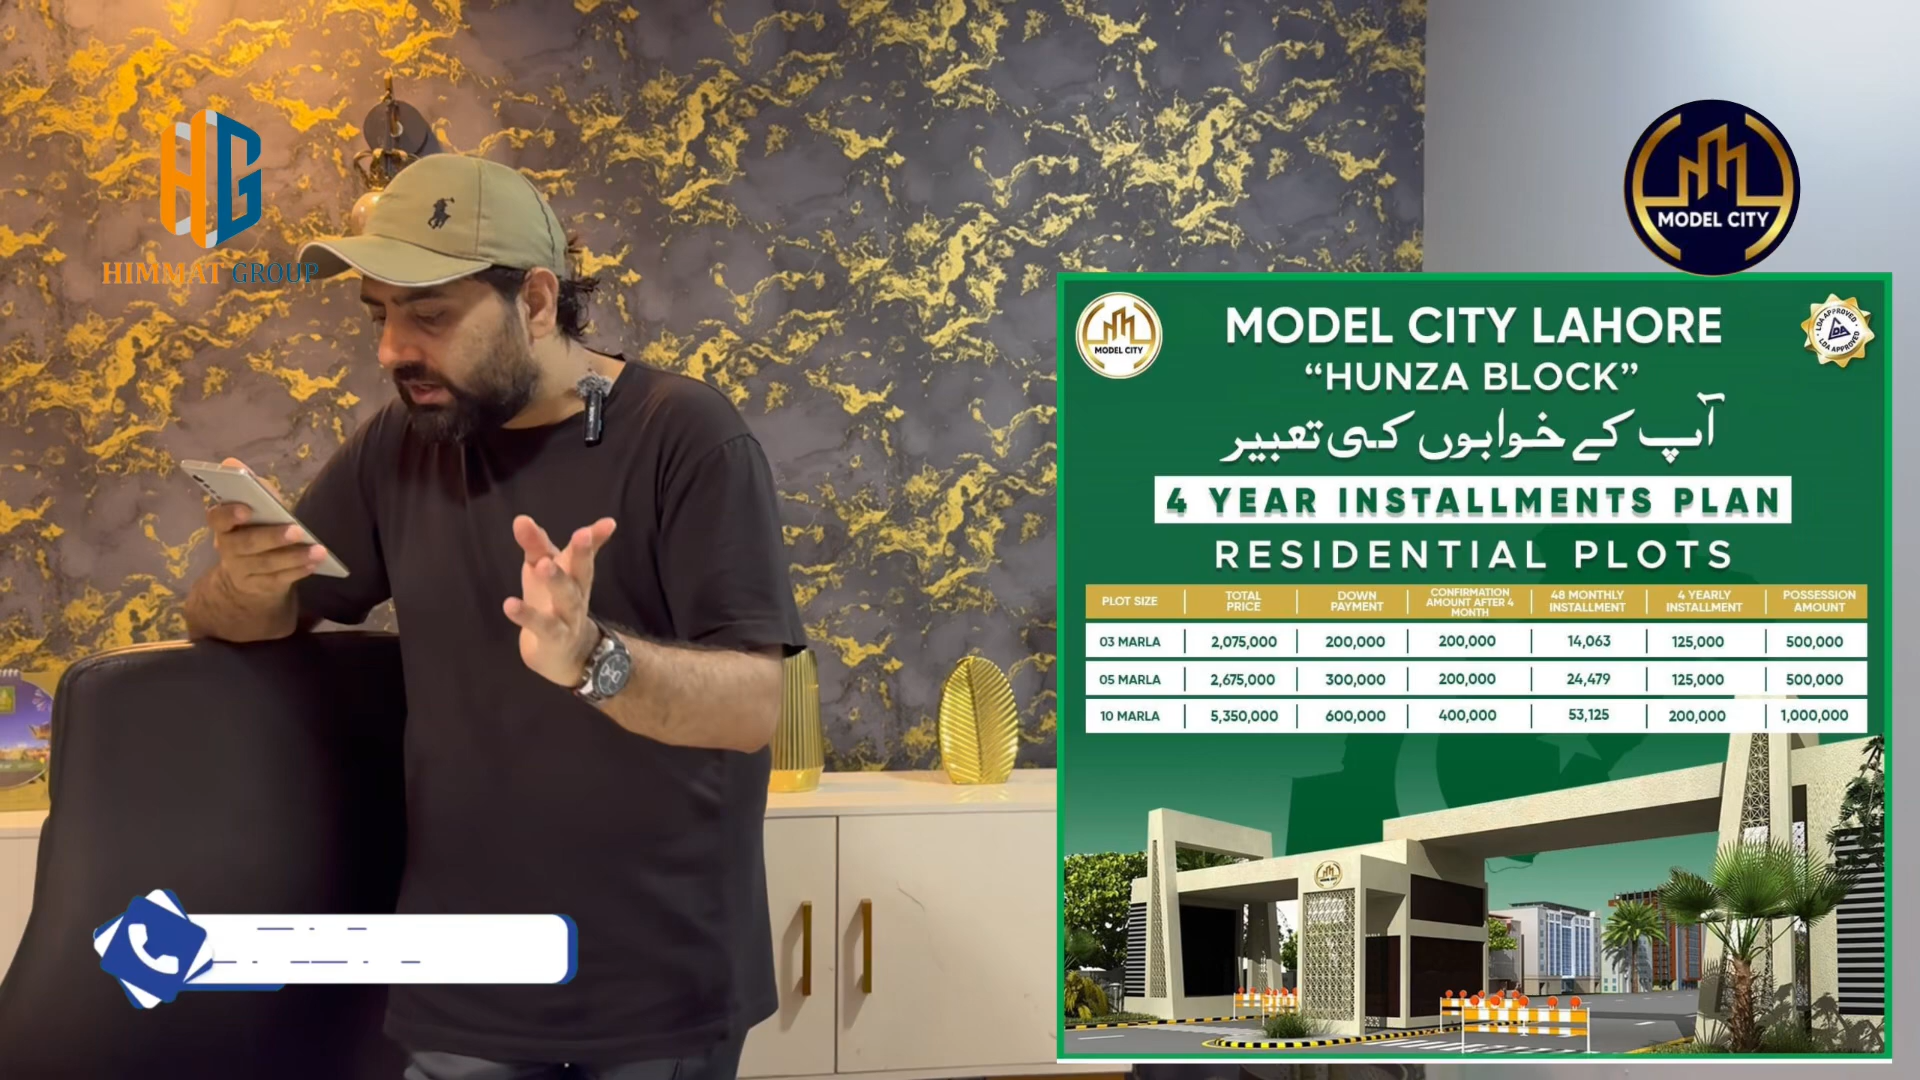 HIMMAT GROUP
MODEL CITY
MODEL CITY
MODEL CITY LAHORE
LDA APPROVED
LDA APPROVED
"HUNZA BLOCK"
آپ کے خوابوں کی تعبیر
4 YEAR INSTALLMENTS PLAN
RESIDENTIAL PLOTS
PLOT SIZE TOTAL PRICE DOWN PAYMENT CONFIRMATION AMOUNT AFTER 4 MONTH 48 MONTHLY INSTALLMENT 4 YEARLY INSTALLMENT POSSESSION AMOUNT
03 MARLA 2,075,000 200,000 200,000 14,063 125,000 500,000
05 MARLA 2,675,000 300,000 200,000 24,479 125,000 500,000
10 MARLA 5,350,000 600,000 400,000 53,125 200,000 1,000,000